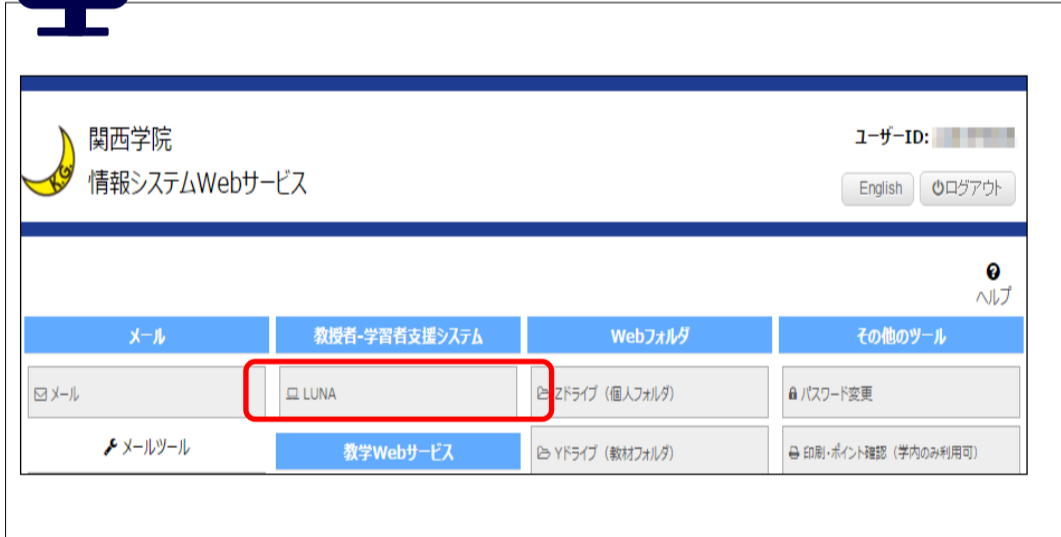 関西学院
情報システムWebサービス
K.G.
ユーザーID:
English
ログアウト
ヘルプ
メール
教授者-学習者支援システム
Webフォルダ
その他のツール
メール
LUNA
Zドライブ（個人フォルダ）
パスワード変更
メールツール
教学Webサービス
Yドライブ（教材フォルダ）
印刷・ポイント確認（学内のみ利用可）